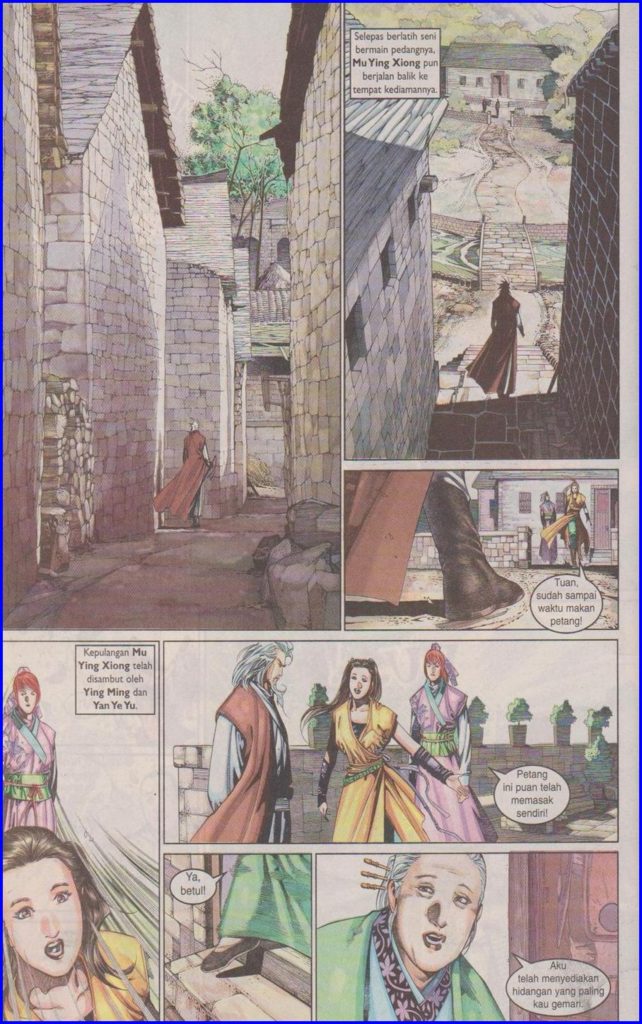 Selepas berlatih seni
bermain pedangnya,
Mu Ying Xiong pun
berjalan balik ke
tempat kediamannya.
Tuan,
sudah sampai
waktu makan
petang!
Kepulangan Mu
Ying Xiong telah
disambut oleh
Ying Ming dan
Yan Ye Yu.
Petang
ini puan telah
memasak
sendiri!
Ya,
betul!
Aku
telah menyediakan
hidangan yang paling
kau gemari.